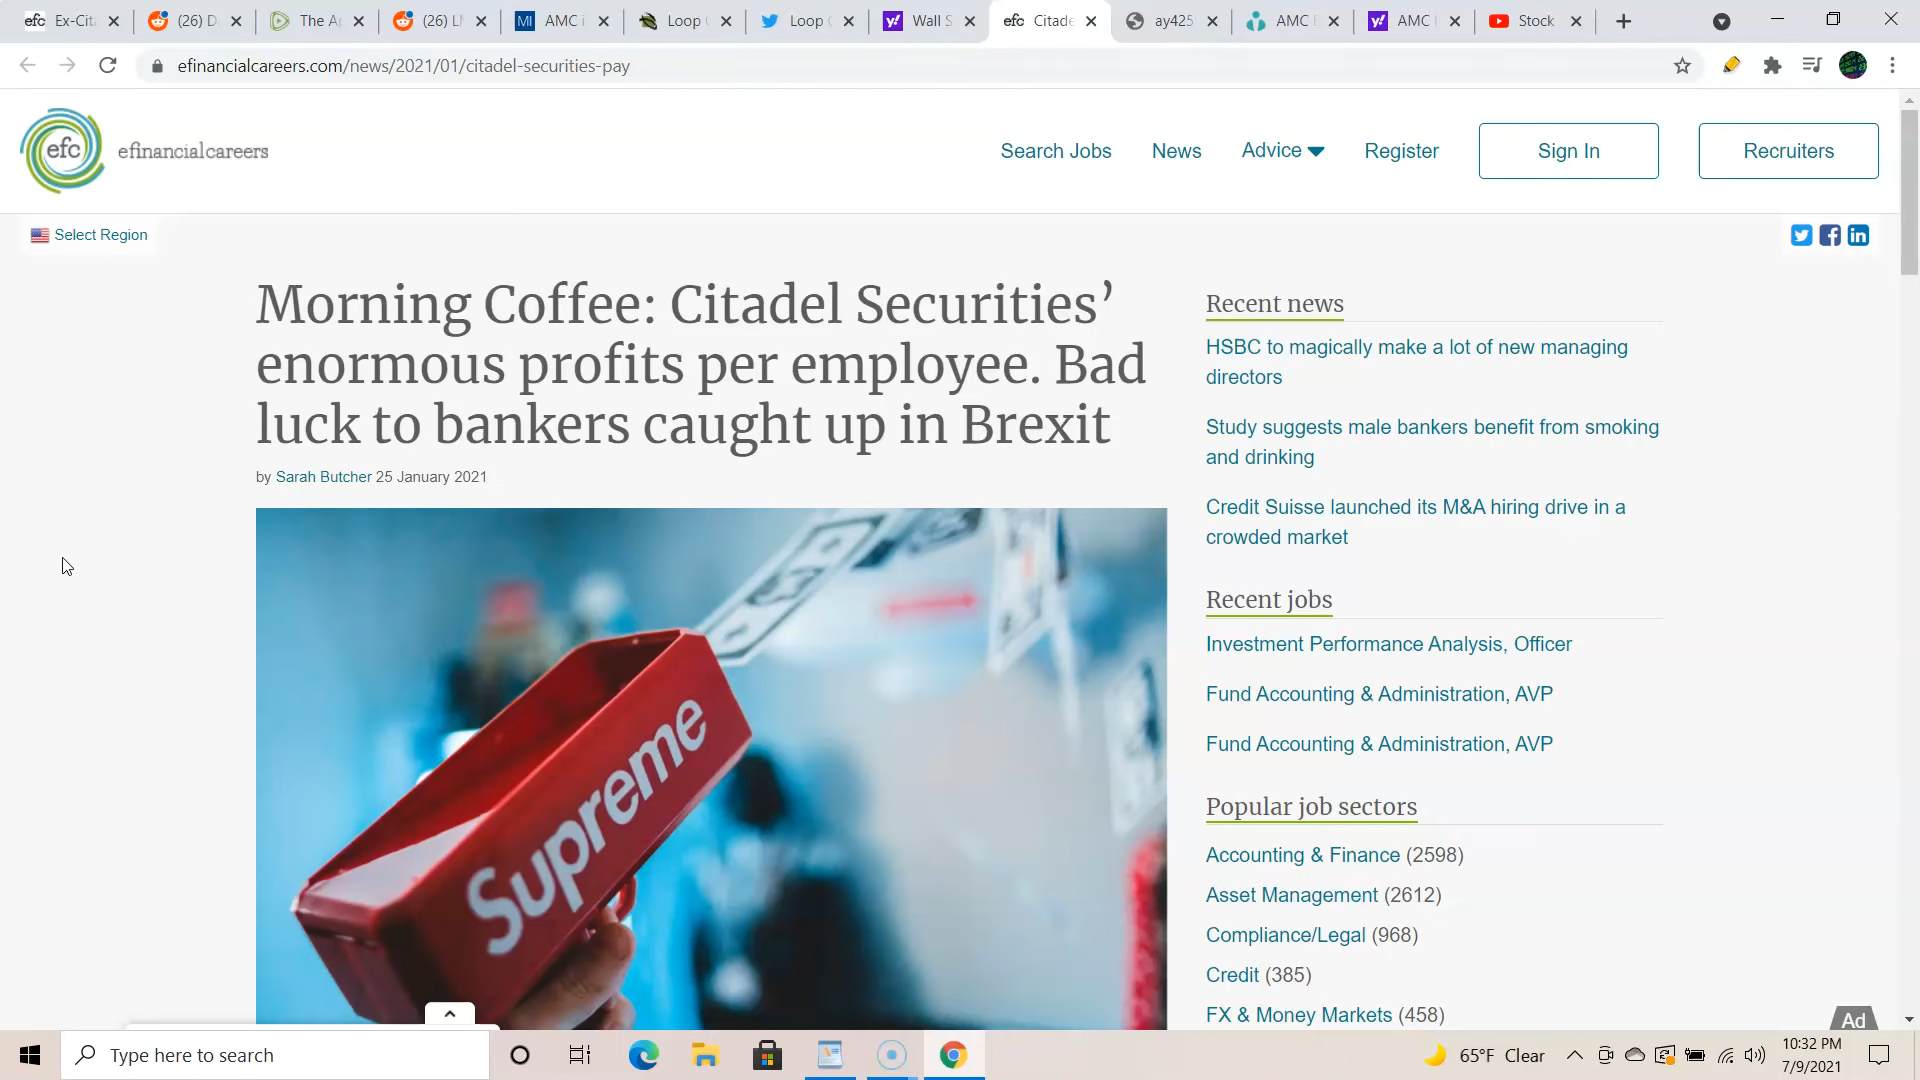 Ex-Cit
(26) D
The A
(26) L
MI AMC i
Loop
Loop
y! Wall S
efc Citade
ay425
AMC
y! AMC
Stock
efinancialcareers.com/news/2021/01/citadel-securities-pay
efc efinancialcareers
Search Jobs
News
Advice
Register
Sign In
Recruiters
Select Region
Morning Coffee: Citadel Securities’
enormous profits per employee. Bad
luck to bankers caught up in Brexit
by Sarah Butcher 25 January 2021
Supreme
Recent news
HSBC to magically make a lot of new managing
directors
Study suggests male bankers benefit from smoking
and drinking
Credit Suisse launched its M&A hiring drive in a
crowded market
Recent jobs
Investment Performance Analysis, Officer
Fund Accounting & Administration, AVP
Fund Accounting & Administration, AVP
Popular job sectors
Accounting & Finance (2598)
Asset Management (2612)
Compliance/Legal (968)
Credit (385)
FX & Money Markets (458)
Ad
Type here to search
65°F Clear
10:32 PM
7/9/2021